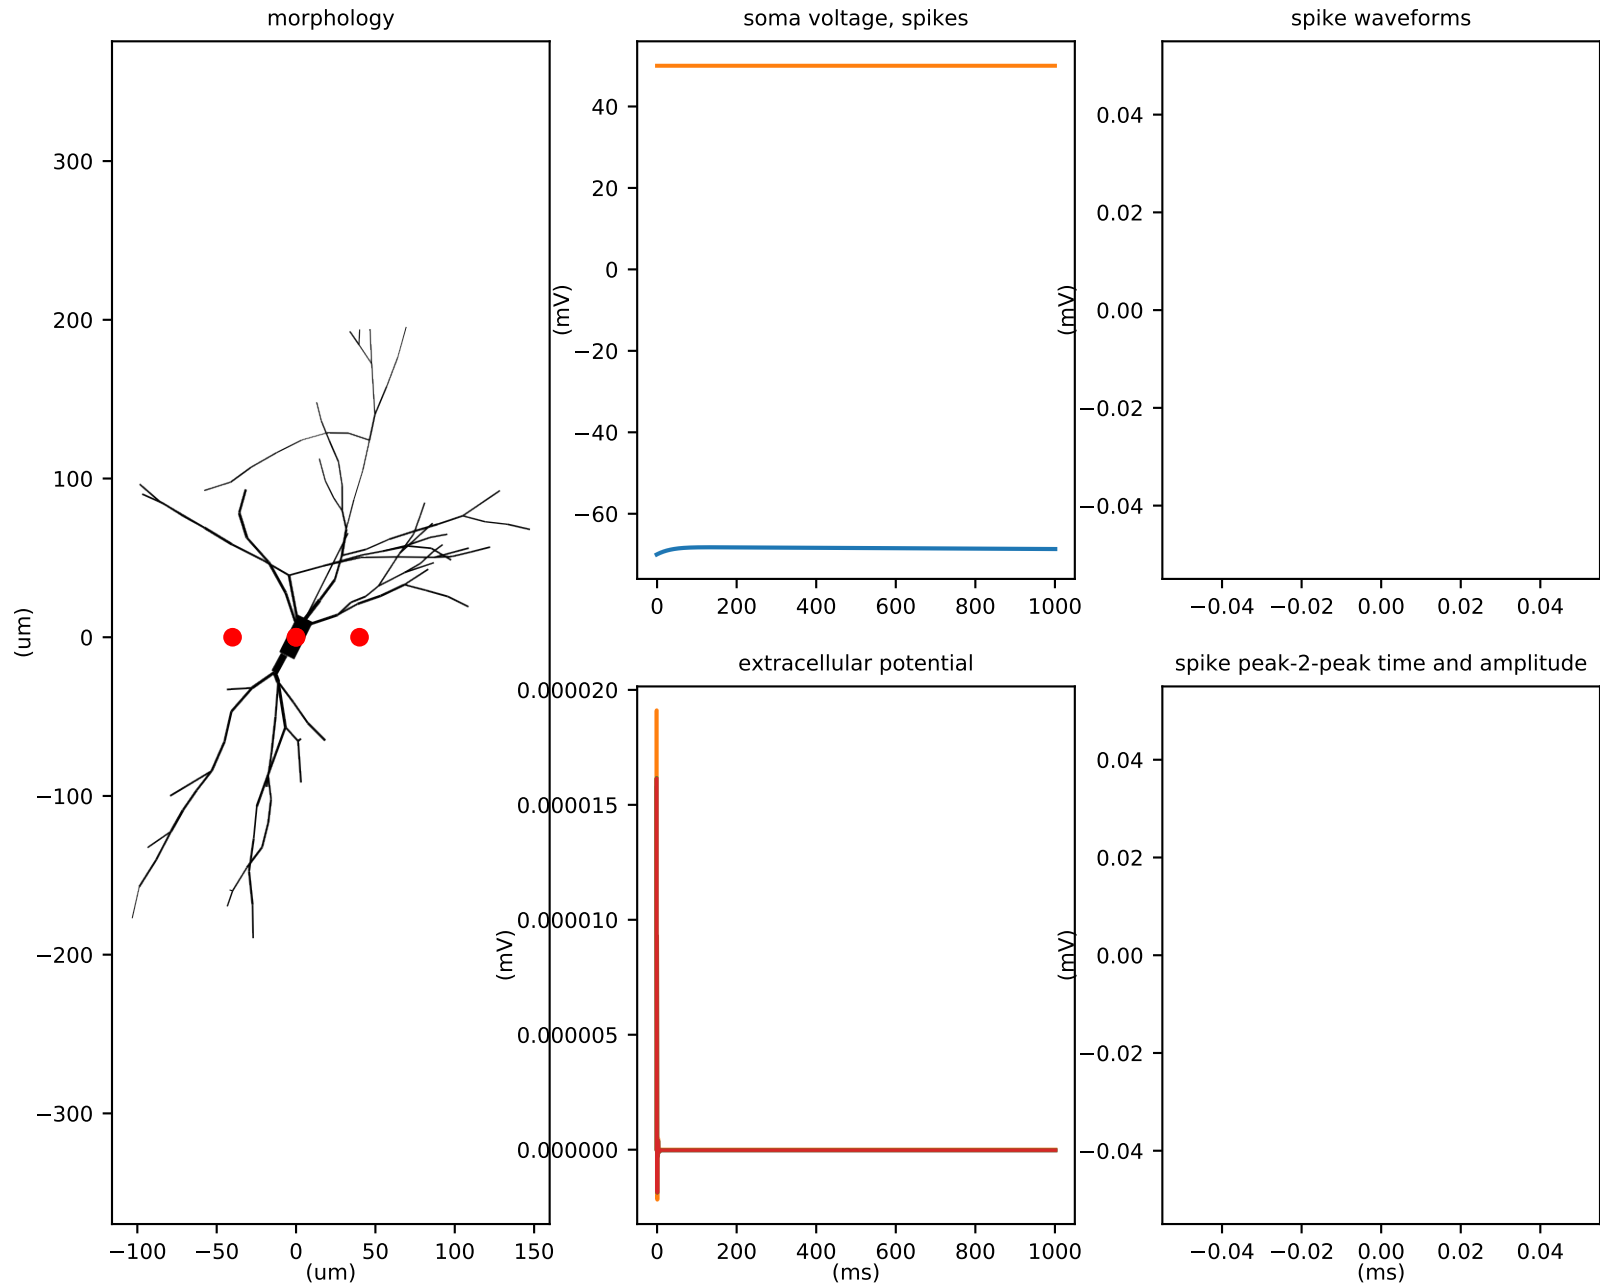 morphology
300
200
100
0
−100
−200
−300
(um)
−100 −50 0 50 100 150
(um)
soma voltage, spikes
40
20
0
−20
−40
−60
(mV)
0 200 400 600 800 1000
spike waveforms
0.04
0.02
0.00
−0.02
−0.04
(mV)
−0.04 −0.02 0.00 0.02 0.04
extracellular potential
0.000020
0.000015
0.000010
0.000005
0.000000
(mV)
0 200 400 600 800 1000
(ms)
spike peak-2-peak time and amplitude
0.04
0.02
0.00
−0.02
−0.04
(mV)
−0.04 −0.02 0.00 0.02 0.04
(ms)